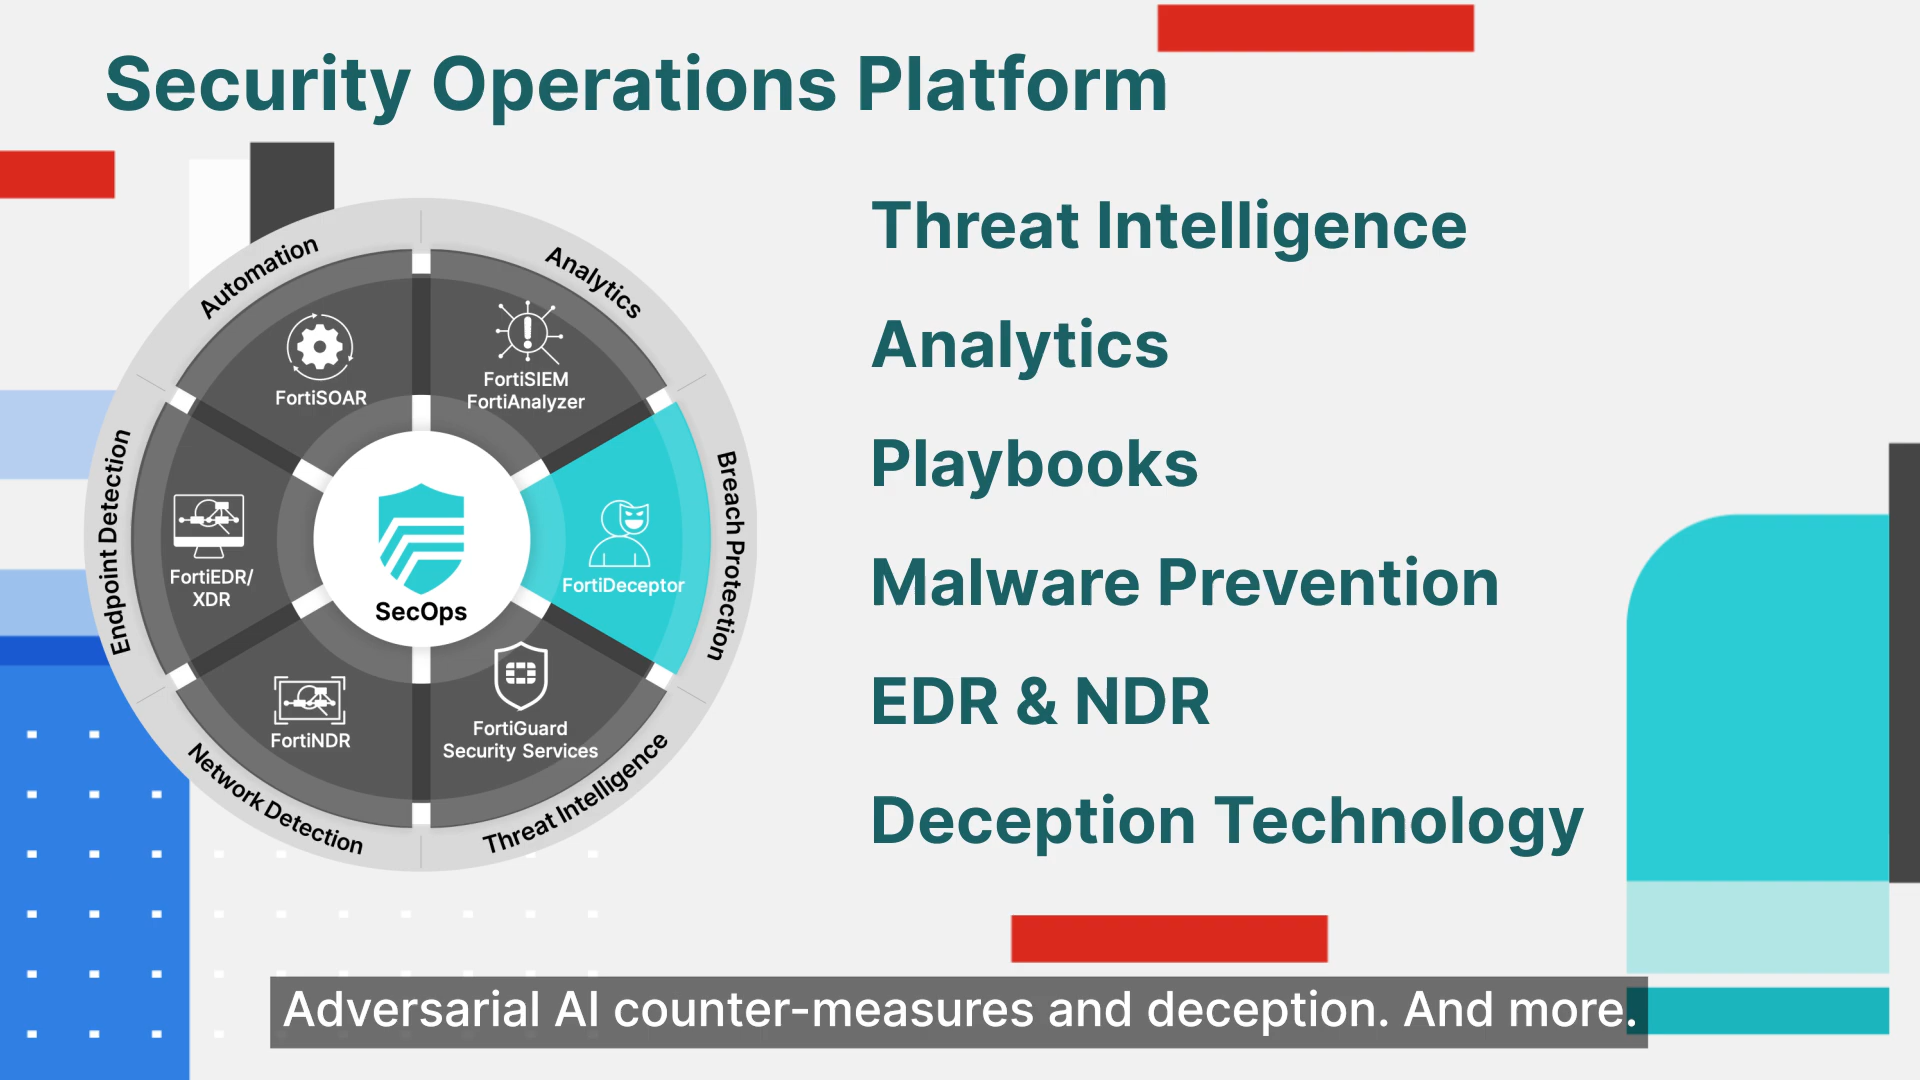 Security Operations Platform
Automation
Analytics
Breach Protection
Threat Intelligence
Network Detection
Endpoint Detection
FortiSOAR
FortiSIEM
FortiAnalyzer
FortiDeceptor
FortiGuard
Security Services
FortiNDR
FortiEDR/
XDR
SecOps
Threat Intelligence
Analytics
Playbooks
Malware Prevention
EDR & NDR
Deception Technology
Adversarial AI counter-measures and deception. And more.